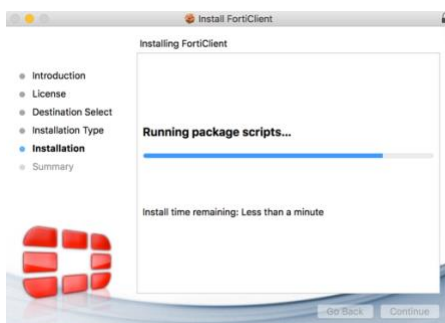 Install FortiClient
Installing FortiClient
Introduction
License
Destination Select
Installation Type
Installation
Summary
Running package scripts...
Install time remaining: Less than a minute
Go Back
Continue